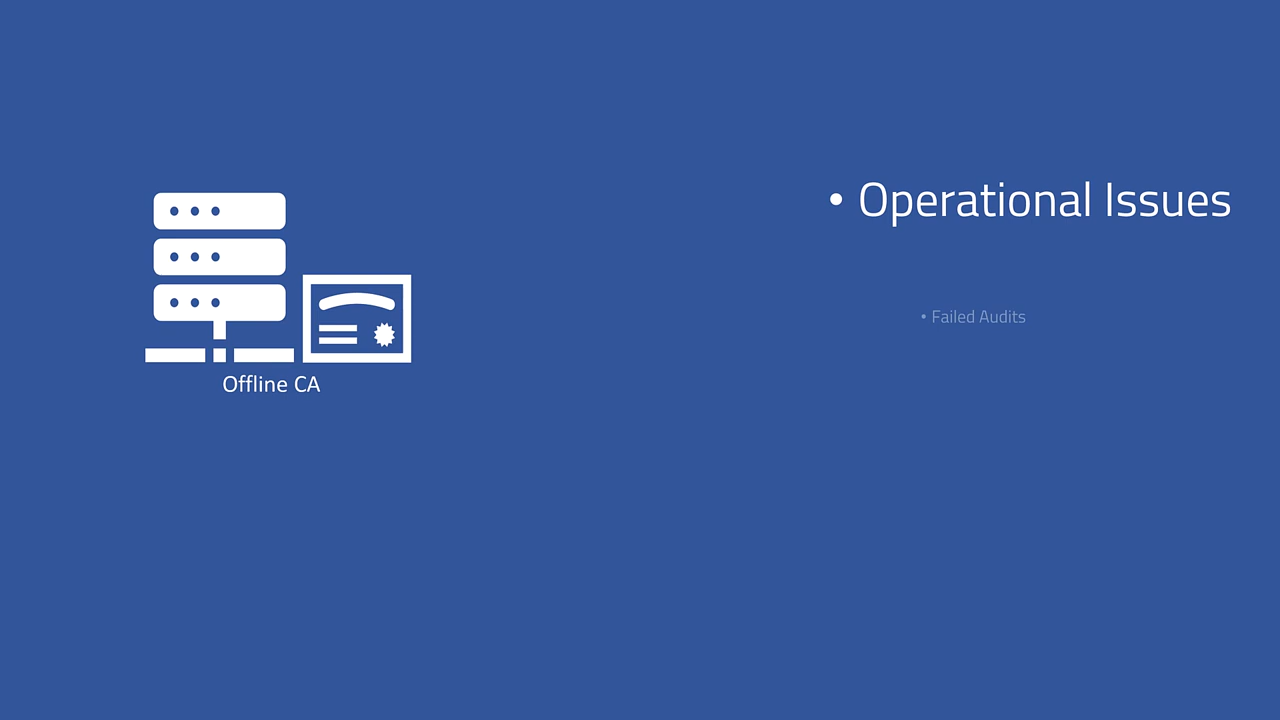 • Operational Issues
• Failed Audits
Offline CA